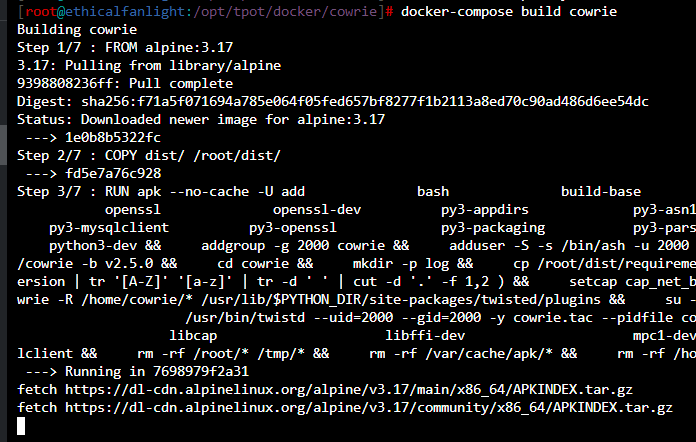 [root@ethicalfanlight:/opt/tpot/docker/cowrie]# docker-compose build cowrie
Building cowrie
Step 1/7 : FROM alpine:3.17
3.17: Pulling from library/alpine
9398808236ff: Pull complete
Digest: sha256:f71a5f071694a785e064f05fed657bf8277f1b2113a8ed70c90ad486d6ee54dc
Status: Downloaded newer image for alpine:3.17
 ---> 1e0b8b5322fc
Step 2/7 : COPY dist/ /root/dist/
 ---> fd5e7a76c928
Step 3/7 : RUN apk --no-cache -U add             bash             build-base
openssl             openssl-dev             py3-appdirs             py3-asn1
py3-mysqlclient             py3-openssl             py3-packaging             py3-pars
python3-dev &&     addgroup -g 2000 cowrie &&     adduser -S -s /bin/ash -u 2000
/cowrie -b v2.5.0 &&     cd cowrie &&     mkdir -p log &&     cp /root/dist/requireme
ersion | tr '[A-Z]' '[a-z]' | tr -d ' ' | cut -d '.' -f 1,2 ) &&     setcap cap_net_b
wrie -R /home/cowrie/* /usr/lib/$PYTHON_DIR/site-packages/twisted/plugins &&     su -
/usr/bin/twistd --uid=2000 --gid=2000 -y cowrie.tac --pidfile co
libcap             libffi-dev             mpc1-dev
lclient &&     rm -rf /root/* /tmp/* &&     rm -rf /var/cache/apk/* &&     rm -rf /ho
 ---> Running in 7698979f2a31
fetch https://dl-cdn.alpinelinux.org/alpine/v3.17/main/x86_64/APKINDEX.tar.gz
fetch https://dl-cdn.alpinelinux.org/alpine/v3.17/community/x86_64/APKINDEX.tar.gz